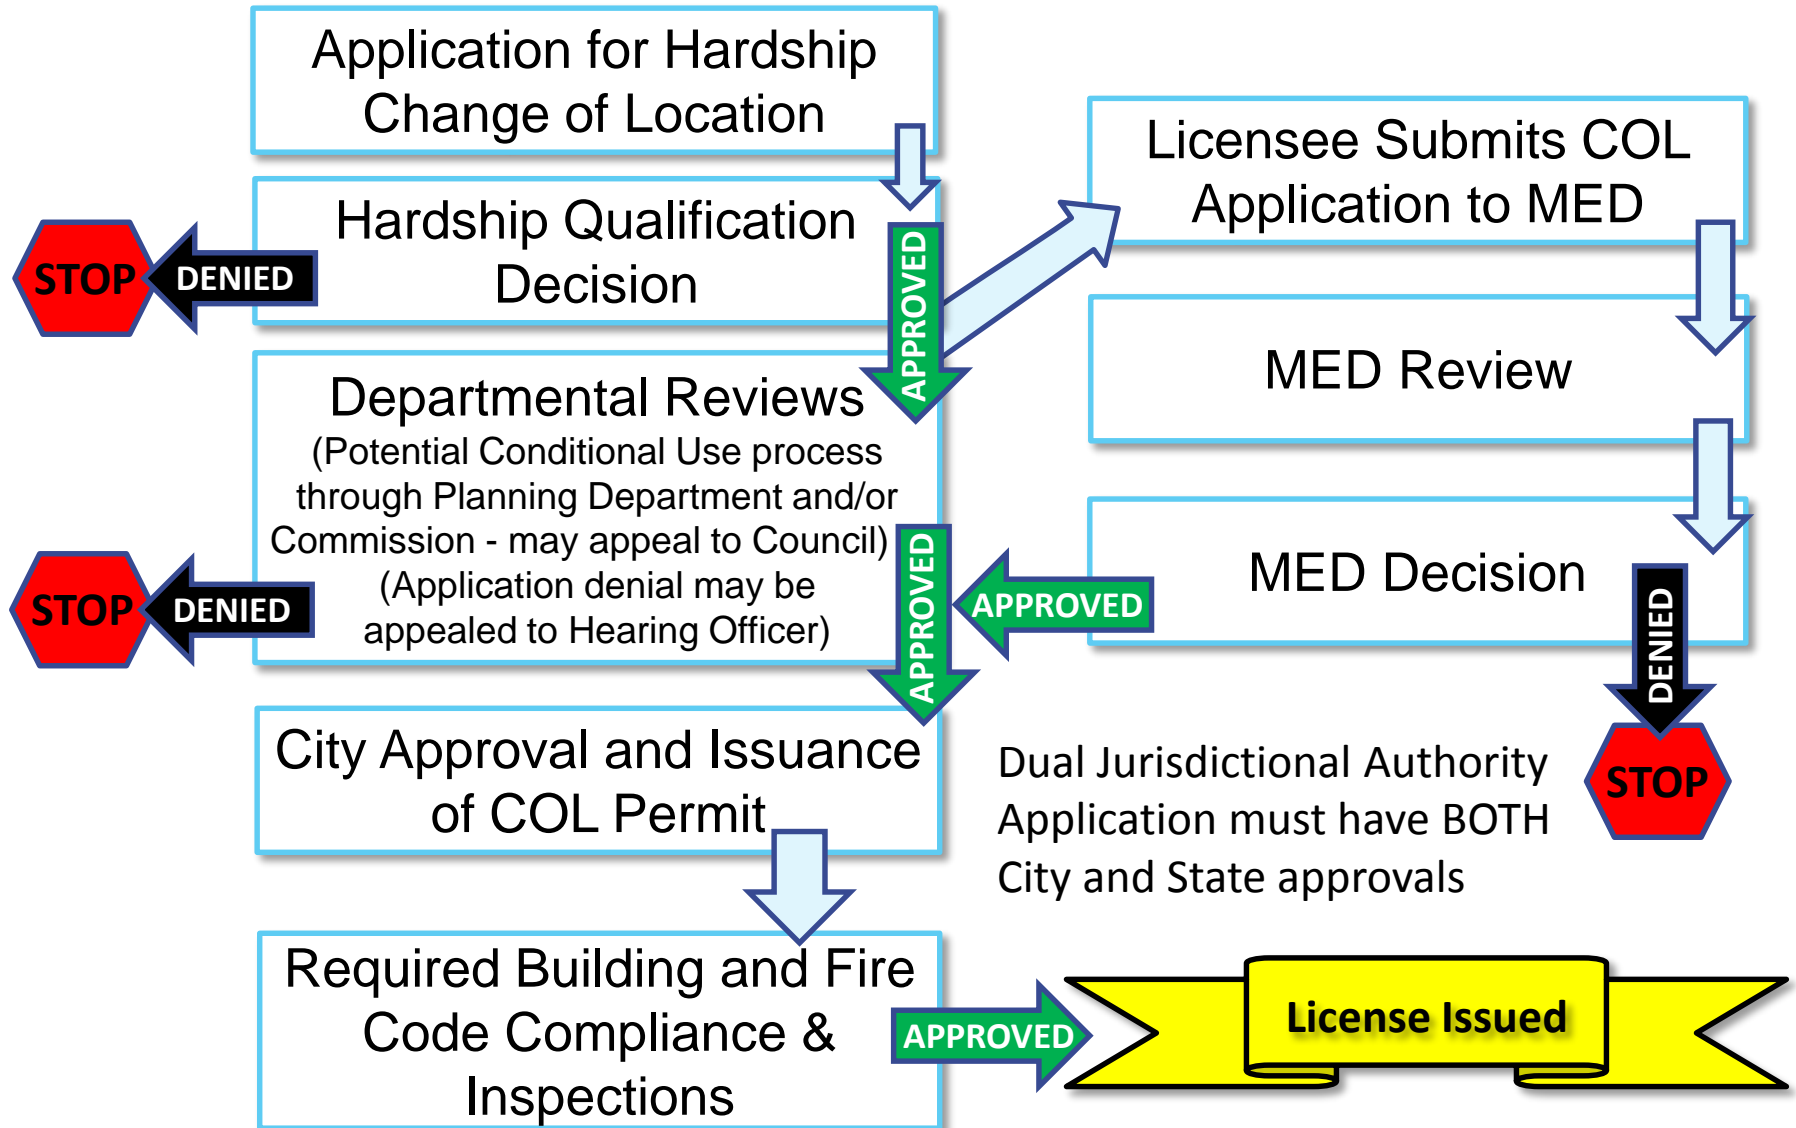 Application for Hardship
Change of Location
Hardship Qualification
Decision
DENIED
STOP
APPROVED
Departmental Reviews
(Potential Conditional Use process
through Planning Department and/or
Commission - may appeal to Council)
(Application denial may be
appealed to Hearing Officer)
DENIED
STOP
APPROVED
Licensee Submits COL
Application to MED
MED Review
MED Decision
APPROVED
DENIED
STOP
City Approval and Issuance
of COL Permit
Dual Jurisdictional Authority
Application must have BOTH
City and State approvals
Required Building and Fire
Code Compliance &
Inspections
APPROVED
License Issued